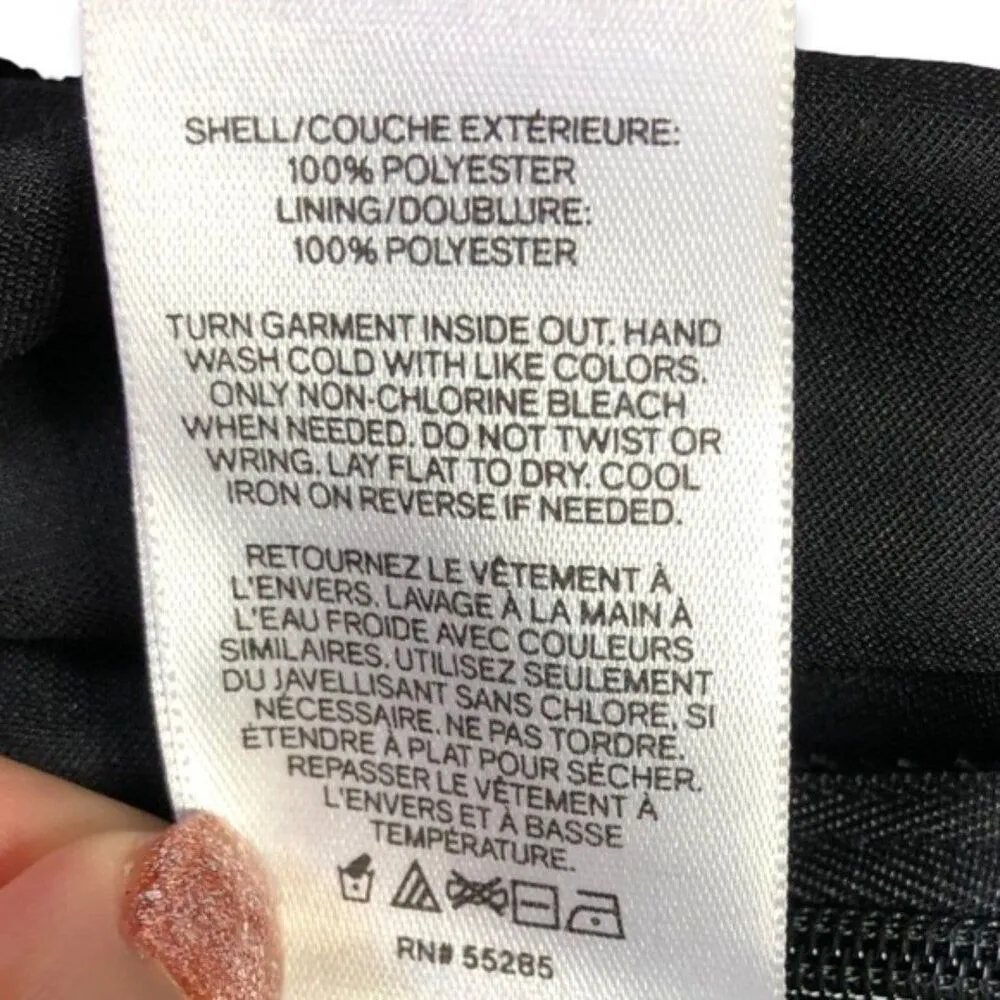 SHELL/COUCHE EXTÉRIEURE:
100% POLYESTER
LINING/DOUBLURE:
100% POLYESTER
TURN GARMENT INSIDE OUT. HAND
WASH COLD WITH LIKE COLORS.
ONLY NON-CHLORINE BLEACH
WHEN NEEDED. DO NOT TWIST OR
WRING. LAY FLAT TO DRY. COOL
IRON ON REVERSE IF NEEDED.
RETOURNEZ LE VÊTEMENT À
L'ENVERS. LAVAGE À LA MAIN À
L'EAU FROIDE AVEC COULEURS
SIMILAIRES. UTILISEZ SEULEMENT
DU JAVELLISANT SANS CHLORE, SI
NÉCESSAIRE. NE PAS TORDRE.
ÉTENDRE À PLAT POUR SÉCHER.
REPASSER LE VÊTEMENT À
L'ENVERS ET À BASSE
TEMPÉRATURE.
RN# 55285